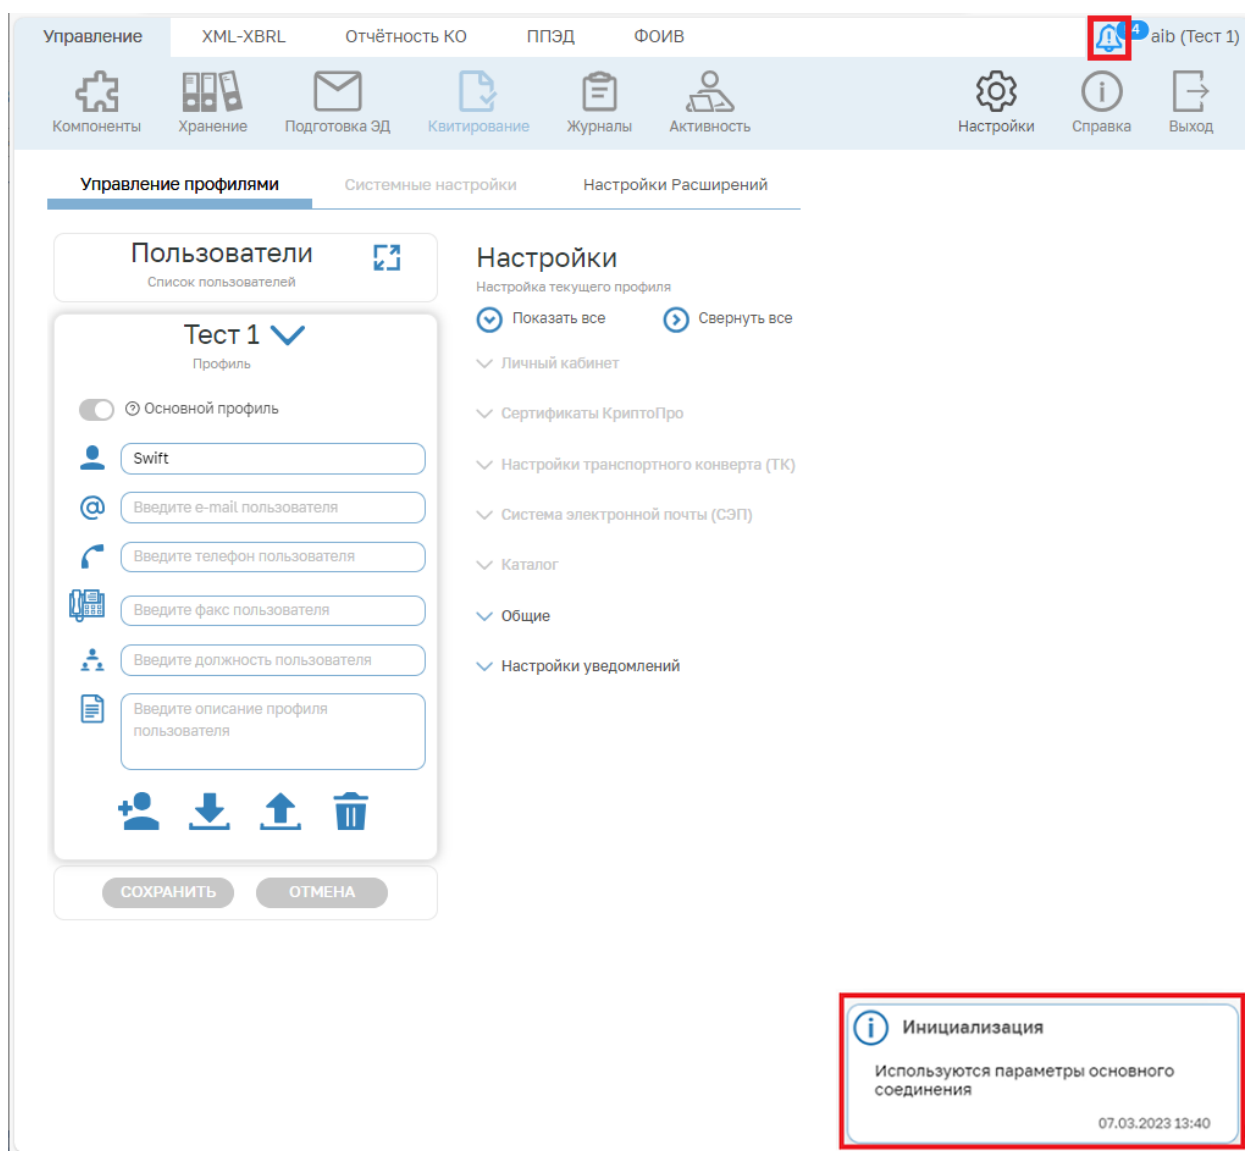 Управление XML-XBRL Отчётность КО ППЭД ФОИВ 4 aib (Тест 1)
Компоненты Хранение Подготовка ЭД Квитирование Журналы Активность Настройки Справка Выход
Управление профилями Системные настройки Настройки Расширений
Пользователи
Список пользователей
Тест 1
Профиль
Основной профиль
Swift
Введите e-mail пользователя
Введите телефон пользователя
Введите факс пользователя
Введите должность пользователя
Введите описание профиля
пользователя
СОХРАНИТЬ ОТМЕНА
Настройки
Настройка текущего профиля
Показать все Свернуть все
Личный кабинет
Сертификаты КриптоПро
Настройки транспортного конверта (ТК)
Система электронной почты (СЭП)
Каталог
Общие
Настройки уведомлений
Инициализация
Используются параметры основного
соединения
07.03.2023 13:40